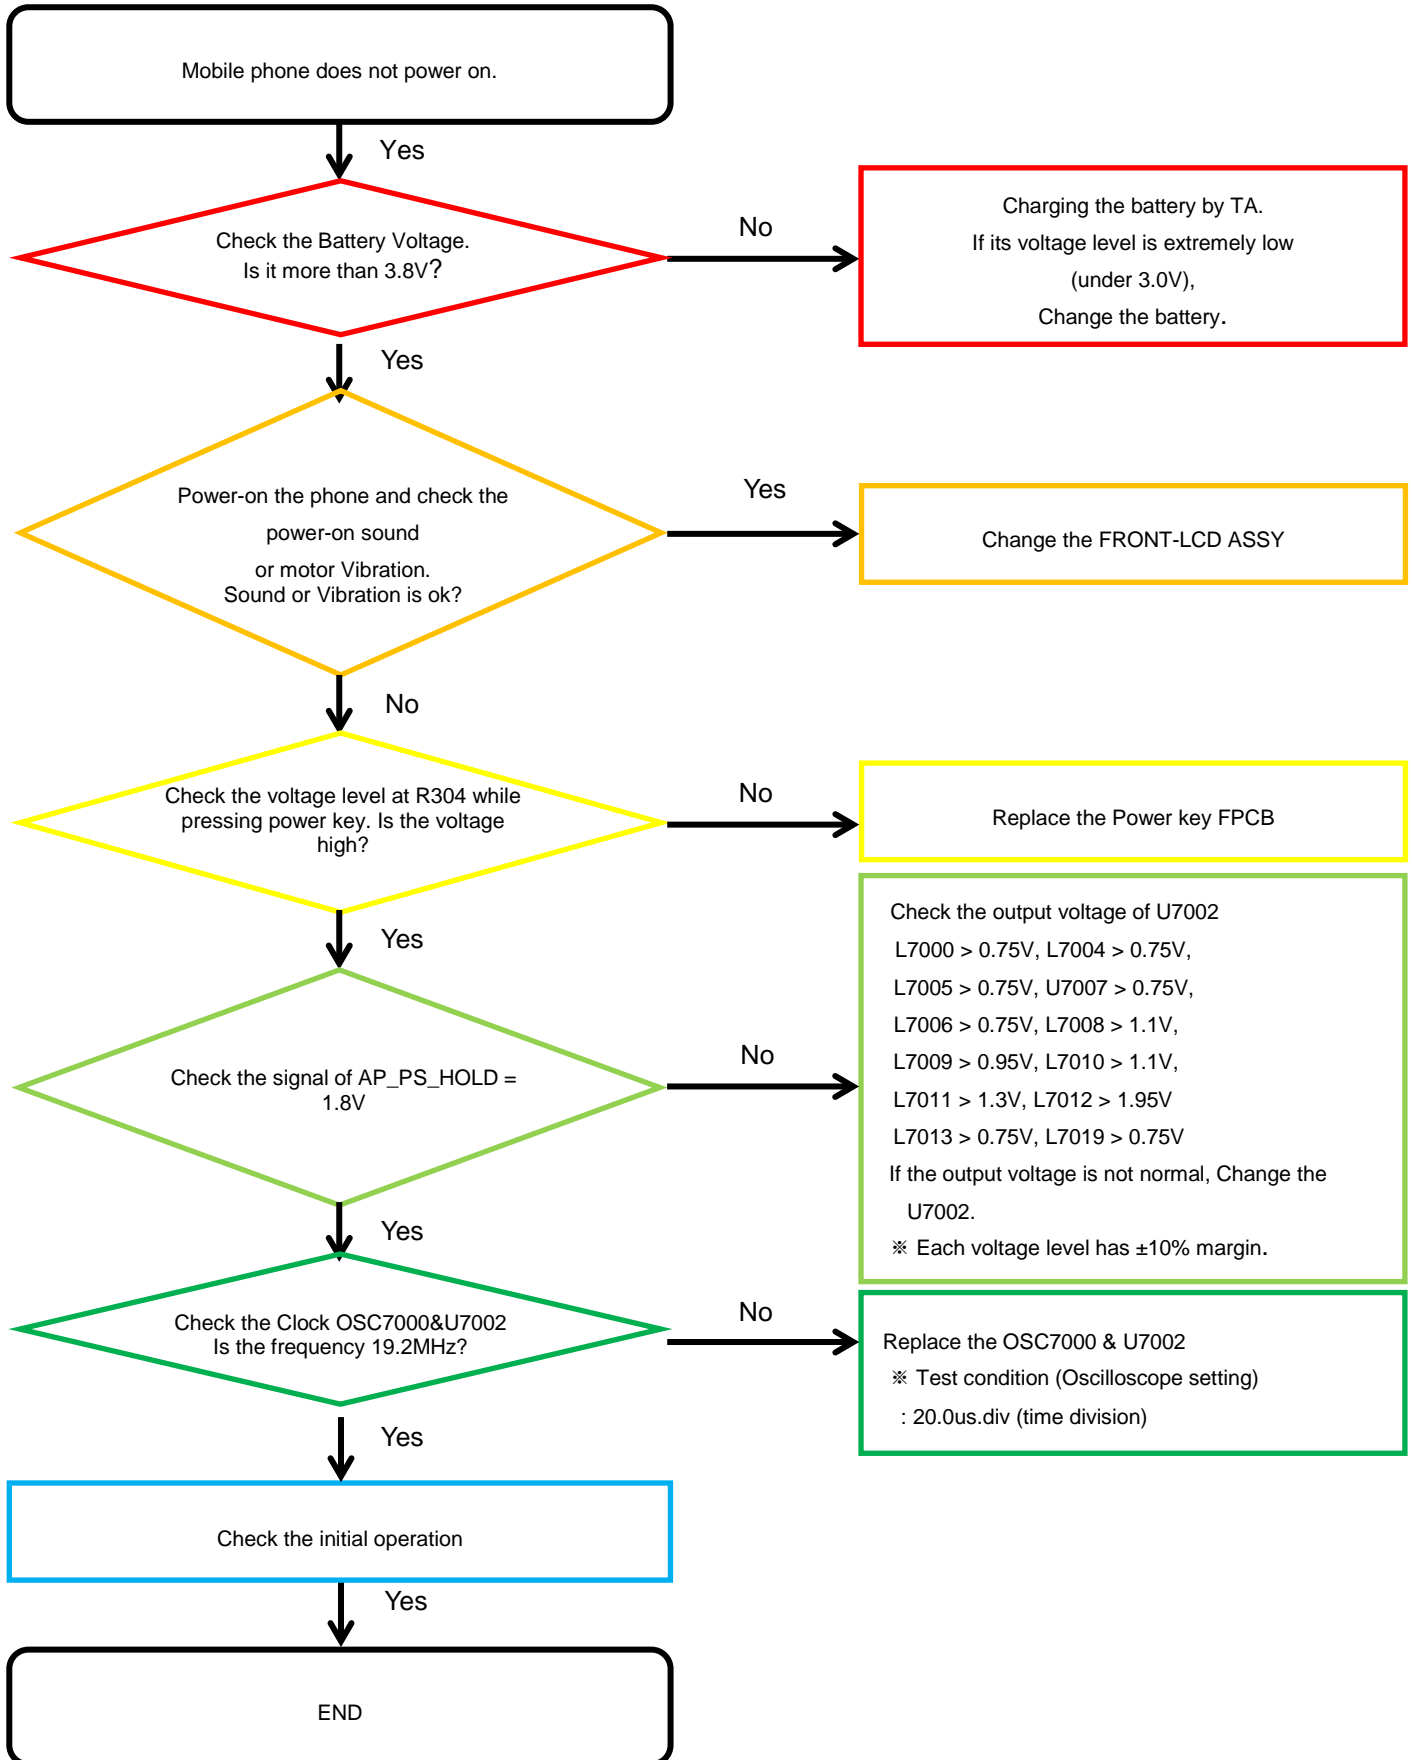 Mobile phone does not power on.
Yes
Check the Battery Voltage.
Is it more than 3.8V?
No
Charging the battery by TA.
If its voltage level is extremely low
(under 3.0V),
Change the battery.
Yes
Power-on the phone and check the
power-on sound
or motor Vibration.
Sound or Vibration is ok?
Yes
Change the FRONT-LCD ASSY
No
Check the voltage level at R304 while
pressing power key. Is the voltage
high?
No
Replace the Power key FPCB
Yes
Check the signal of AP_PS_HOLD =
1.8V
No
Check the output voltage of U7002
L7000 > 0.75V, L7004 > 0.75V,
L7005 > 0.75V, U7007 > 0.75V,
L7006 > 0.75V, L7008 > 1.1V,
L7009 > 0.95V, L7010 > 1.1V,
L7011 > 1.3V, L7012 > 1.95V
L7013 > 0.75V, L7019 > 0.75V
If the output voltage is not normal, Change the
U7002.
※ Each voltage level has ±10% margin.
Yes
Check the Clock OSC7000&U7002
Is the frequency 19.2MHz?
No
Replace the OSC7000 & U7002
※ Test condition (Oscilloscope setting)
: 20.0us.div (time division)
Yes
Check the initial operation
Yes
END